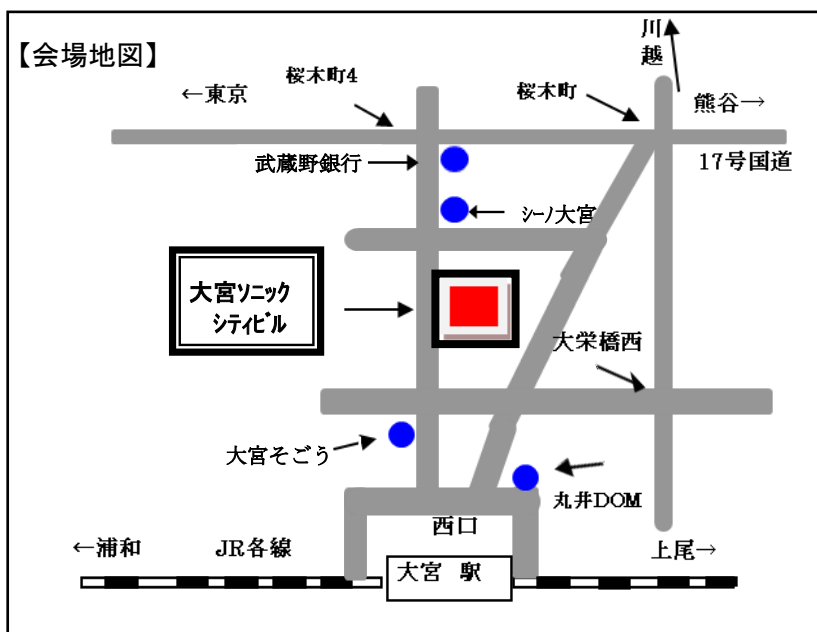 【会場地図】
川越
←東京
桜木町4
桜木町
熊谷→
武蔵野銀行
17号国道
シーノ大宮
大宮ソニック
シティビル
大栄橋西
大宮そごう
丸井DOM
西口
←浦和
JR各線
大宮 駅
上尾→